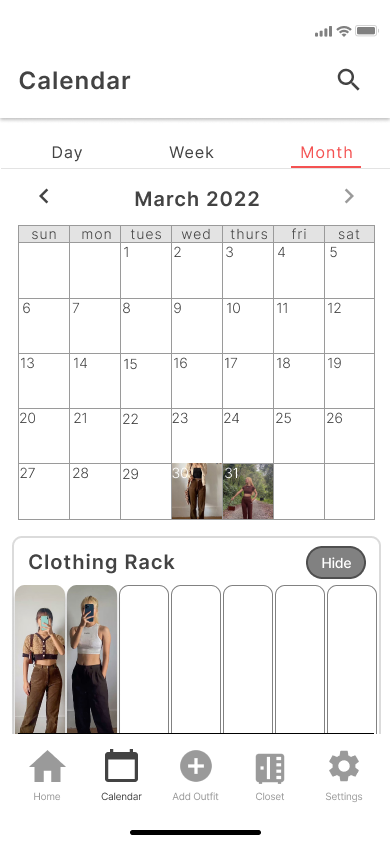 Calendar
Day Week Month
March 2022
sun mon tues wed thurs fri sat
1 2 3 4 5
6 7 8 9 10 11 12
13 14 15 16 17 18 19
20 21 22 23 24 25 26
27 28 29 30 31
Clothing Rack Hide
Home Calendar Add Outfit Closet Settings